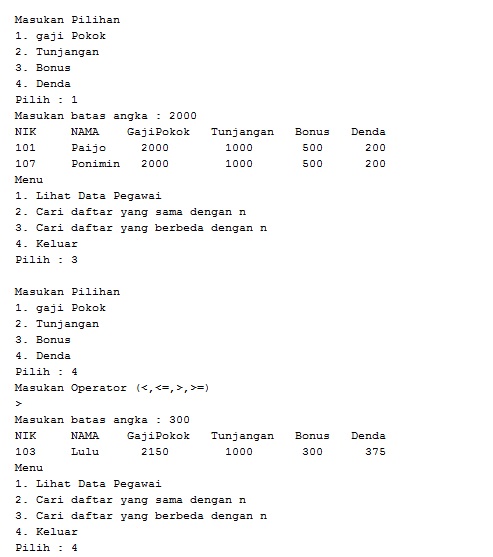 Masukan Pilihan
1. gaji Pokok
2. Tunjangan
3. Bonus
4. Denda
Pilih : 1
Masukan batas angka : 2000
NIK NAMA GajiPokok Tunjangan Bonus Denda
101 Paijo 2000 1000 500 200
107 Ponimin 2000 1000 500 200
Menu
1. Lihat Data Pegawai
2. Cari daftar yang sama dengan n
3. Cari daftar yang berbeda dengan n
4. Keluar
Pilih : 3
Masukan Pilihan
1. gaji Pokok
2. Tunjangan
3. Bonus
4. Denda
Pilih : 4
Masukan Operator (<,<=,>,>=)
>
Masukan batas angka : 300
NIK NAMA GajiPokok Tunjangan Bonus Denda
103 Lulu 2150 1000 300 375
Menu
1. Lihat Data Pegawai
2. Cari daftar yang sama dengan n
3. Cari daftar yang berbeda dengan n
4. Keluar
Pilih : 4